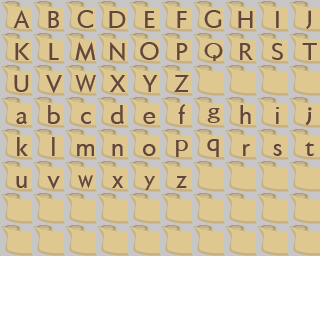 A B C D E F G H I J
K L M N O P Q R S T
U V W X Y Z
a b c d e f g h i j
k l m n o p q r s t
u v w x y z